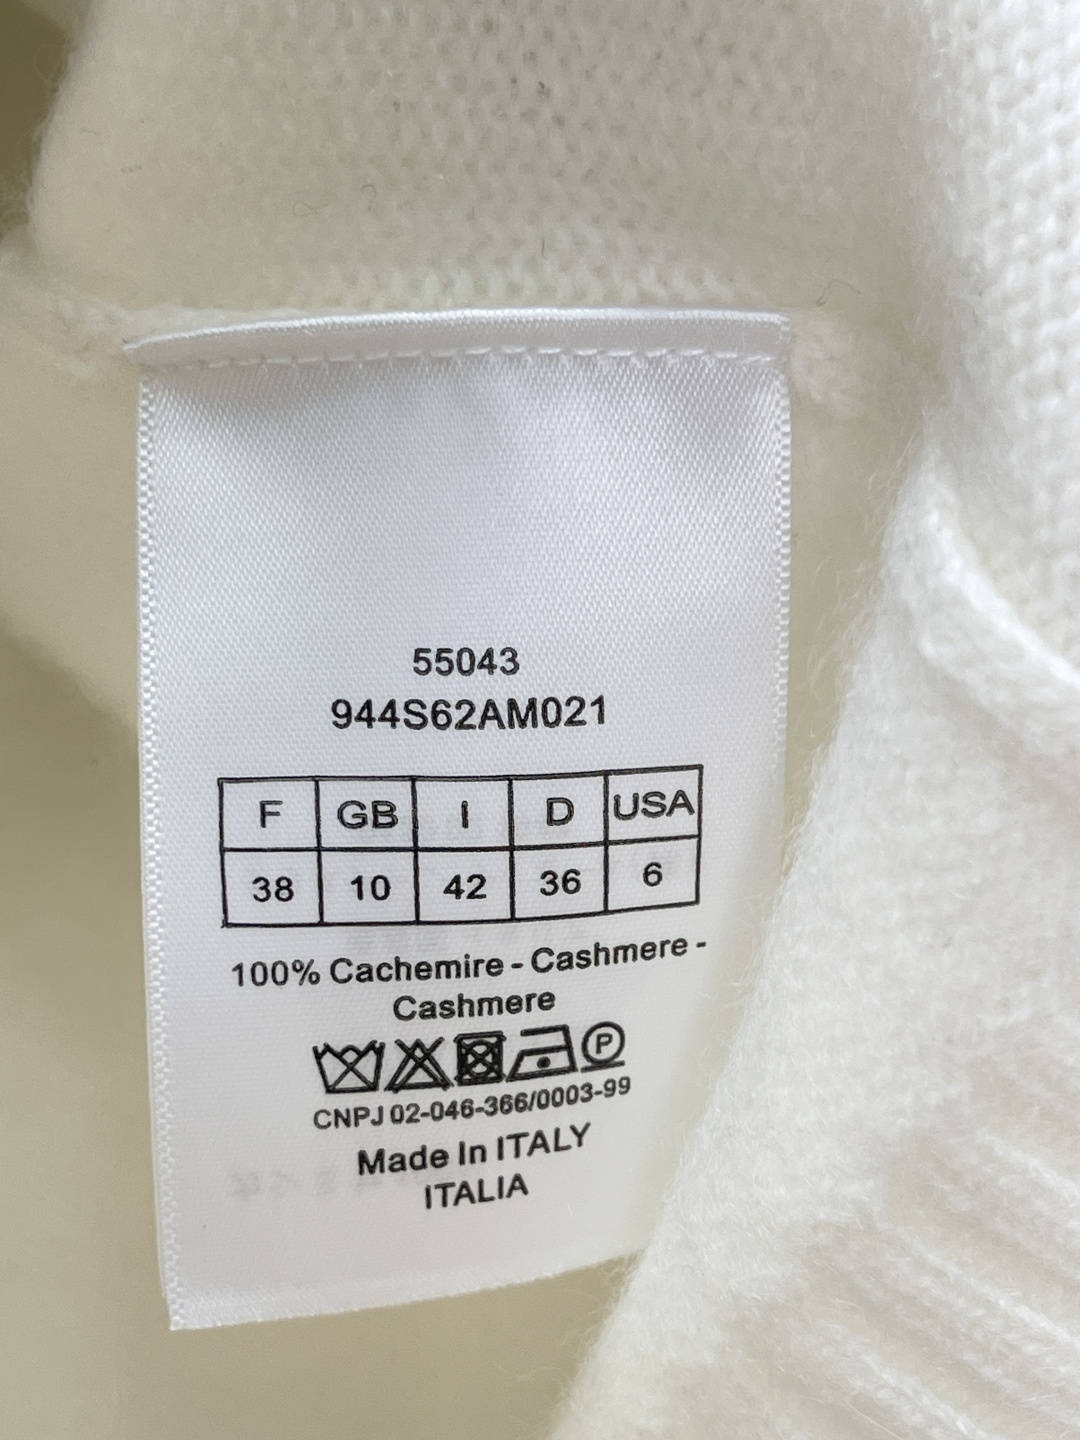 55043
944S62AM021
F GB I D USA
38 10 42 36 6
100% Cachemire - Cashmere -
Cashmere
P
CNPJ 02-046-366/0003-99
Made In ITALY
ITALIA